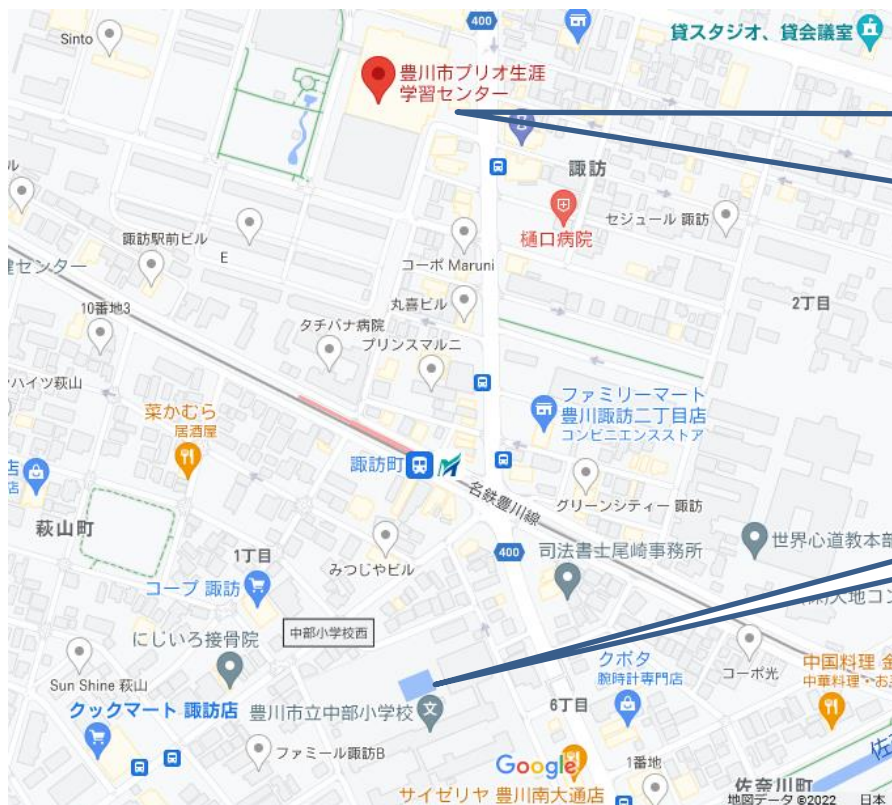 400
Sinto
貸スタジオ、貸会議室
豊川市プリオ生涯
学習センター
諏訪
樋口病院
セジュール 諏訪
諏訪駅前ビル
E
コーポ Maruni
センター
丸喜ビル
10番地3
2丁目
タチバナ病院
プリンスマルニ
ハイツ萩山
ファミリーマート
豊川諏訪二丁目店
コンビニエンスストア
菜かむら
居酒屋
諏訪町
店
店
名鉄豊川線
グリーンシティー 諏訪
萩山町
1丁目
みつじやビル
400
司法書士尾崎事務所
世界心道教本部
コープ 諏訪
大地コン
にじいろ接骨院
中部小学校西
クボタ
腕時計専門店
コーポ光
中国料理 金
中華料理・お
Sun Shine 萩山
クックマート 諏訪店
豊川市立中部小学校
6丁目
ファミール諏訪B
Google
1番地
サイゼリヤ 豊川南大通店
佐奈川町
佐
地図データ ©2022
日本